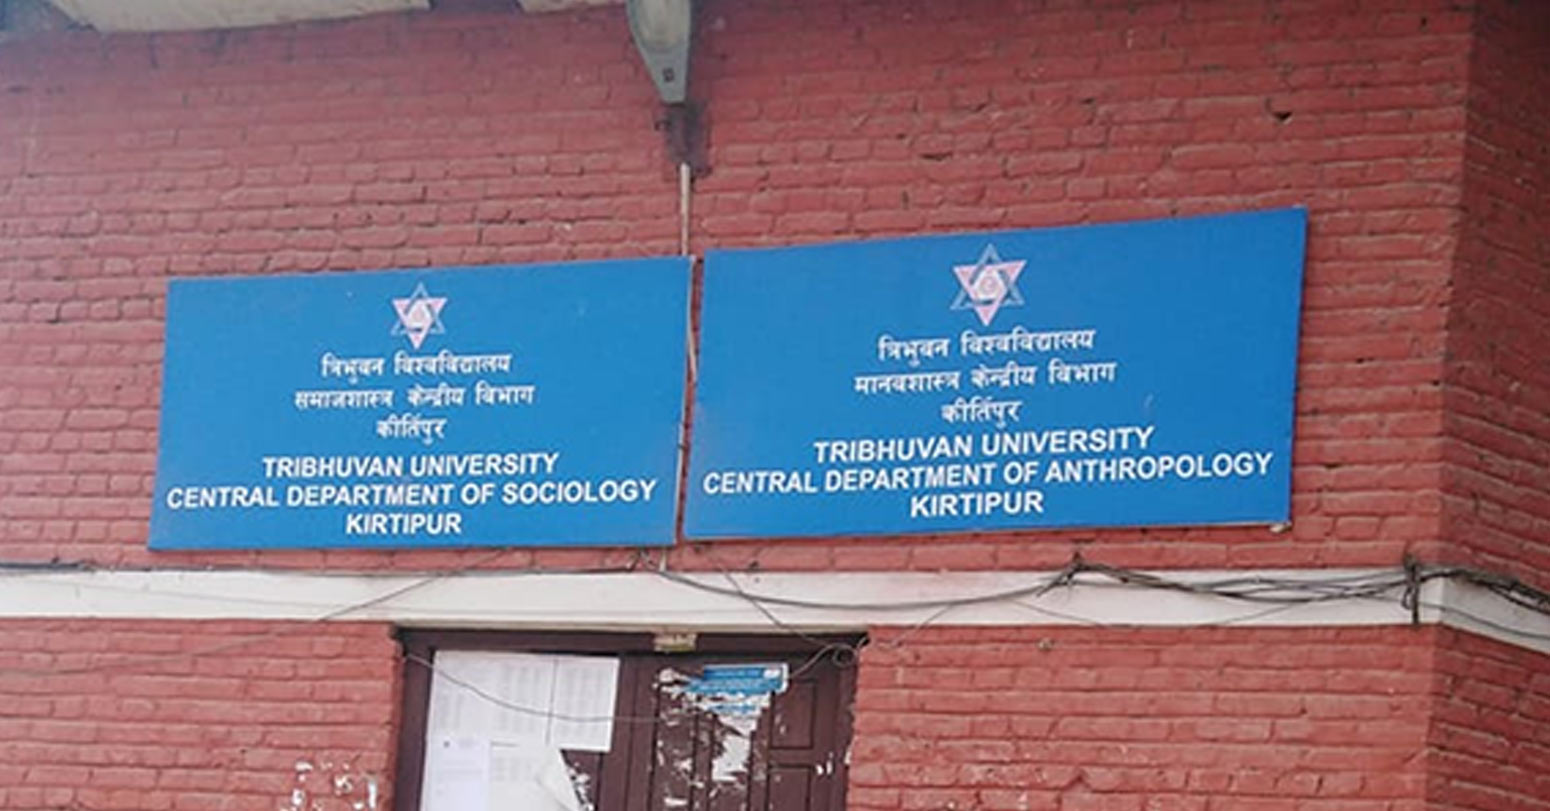 त्रिभुवन विश्वविद्यालय
समाजशास्त्र केन्द्रीय विभाग
कीर्तिपुर
TRIBHUVAN UNIVERSITY
CENTRAL DEPARTMENT OF SOCIOLOGY
KIRTIPUR
त्रिभुवन विश्वविद्यालय
मानवशास्त्र केन्द्रीय विभाग
कीर्तिपुर
TRIBHUVAN UNIVERSITY
CENTRAL DEPARTMENT OF ANTHROPOLOGY
KIRTIPUR